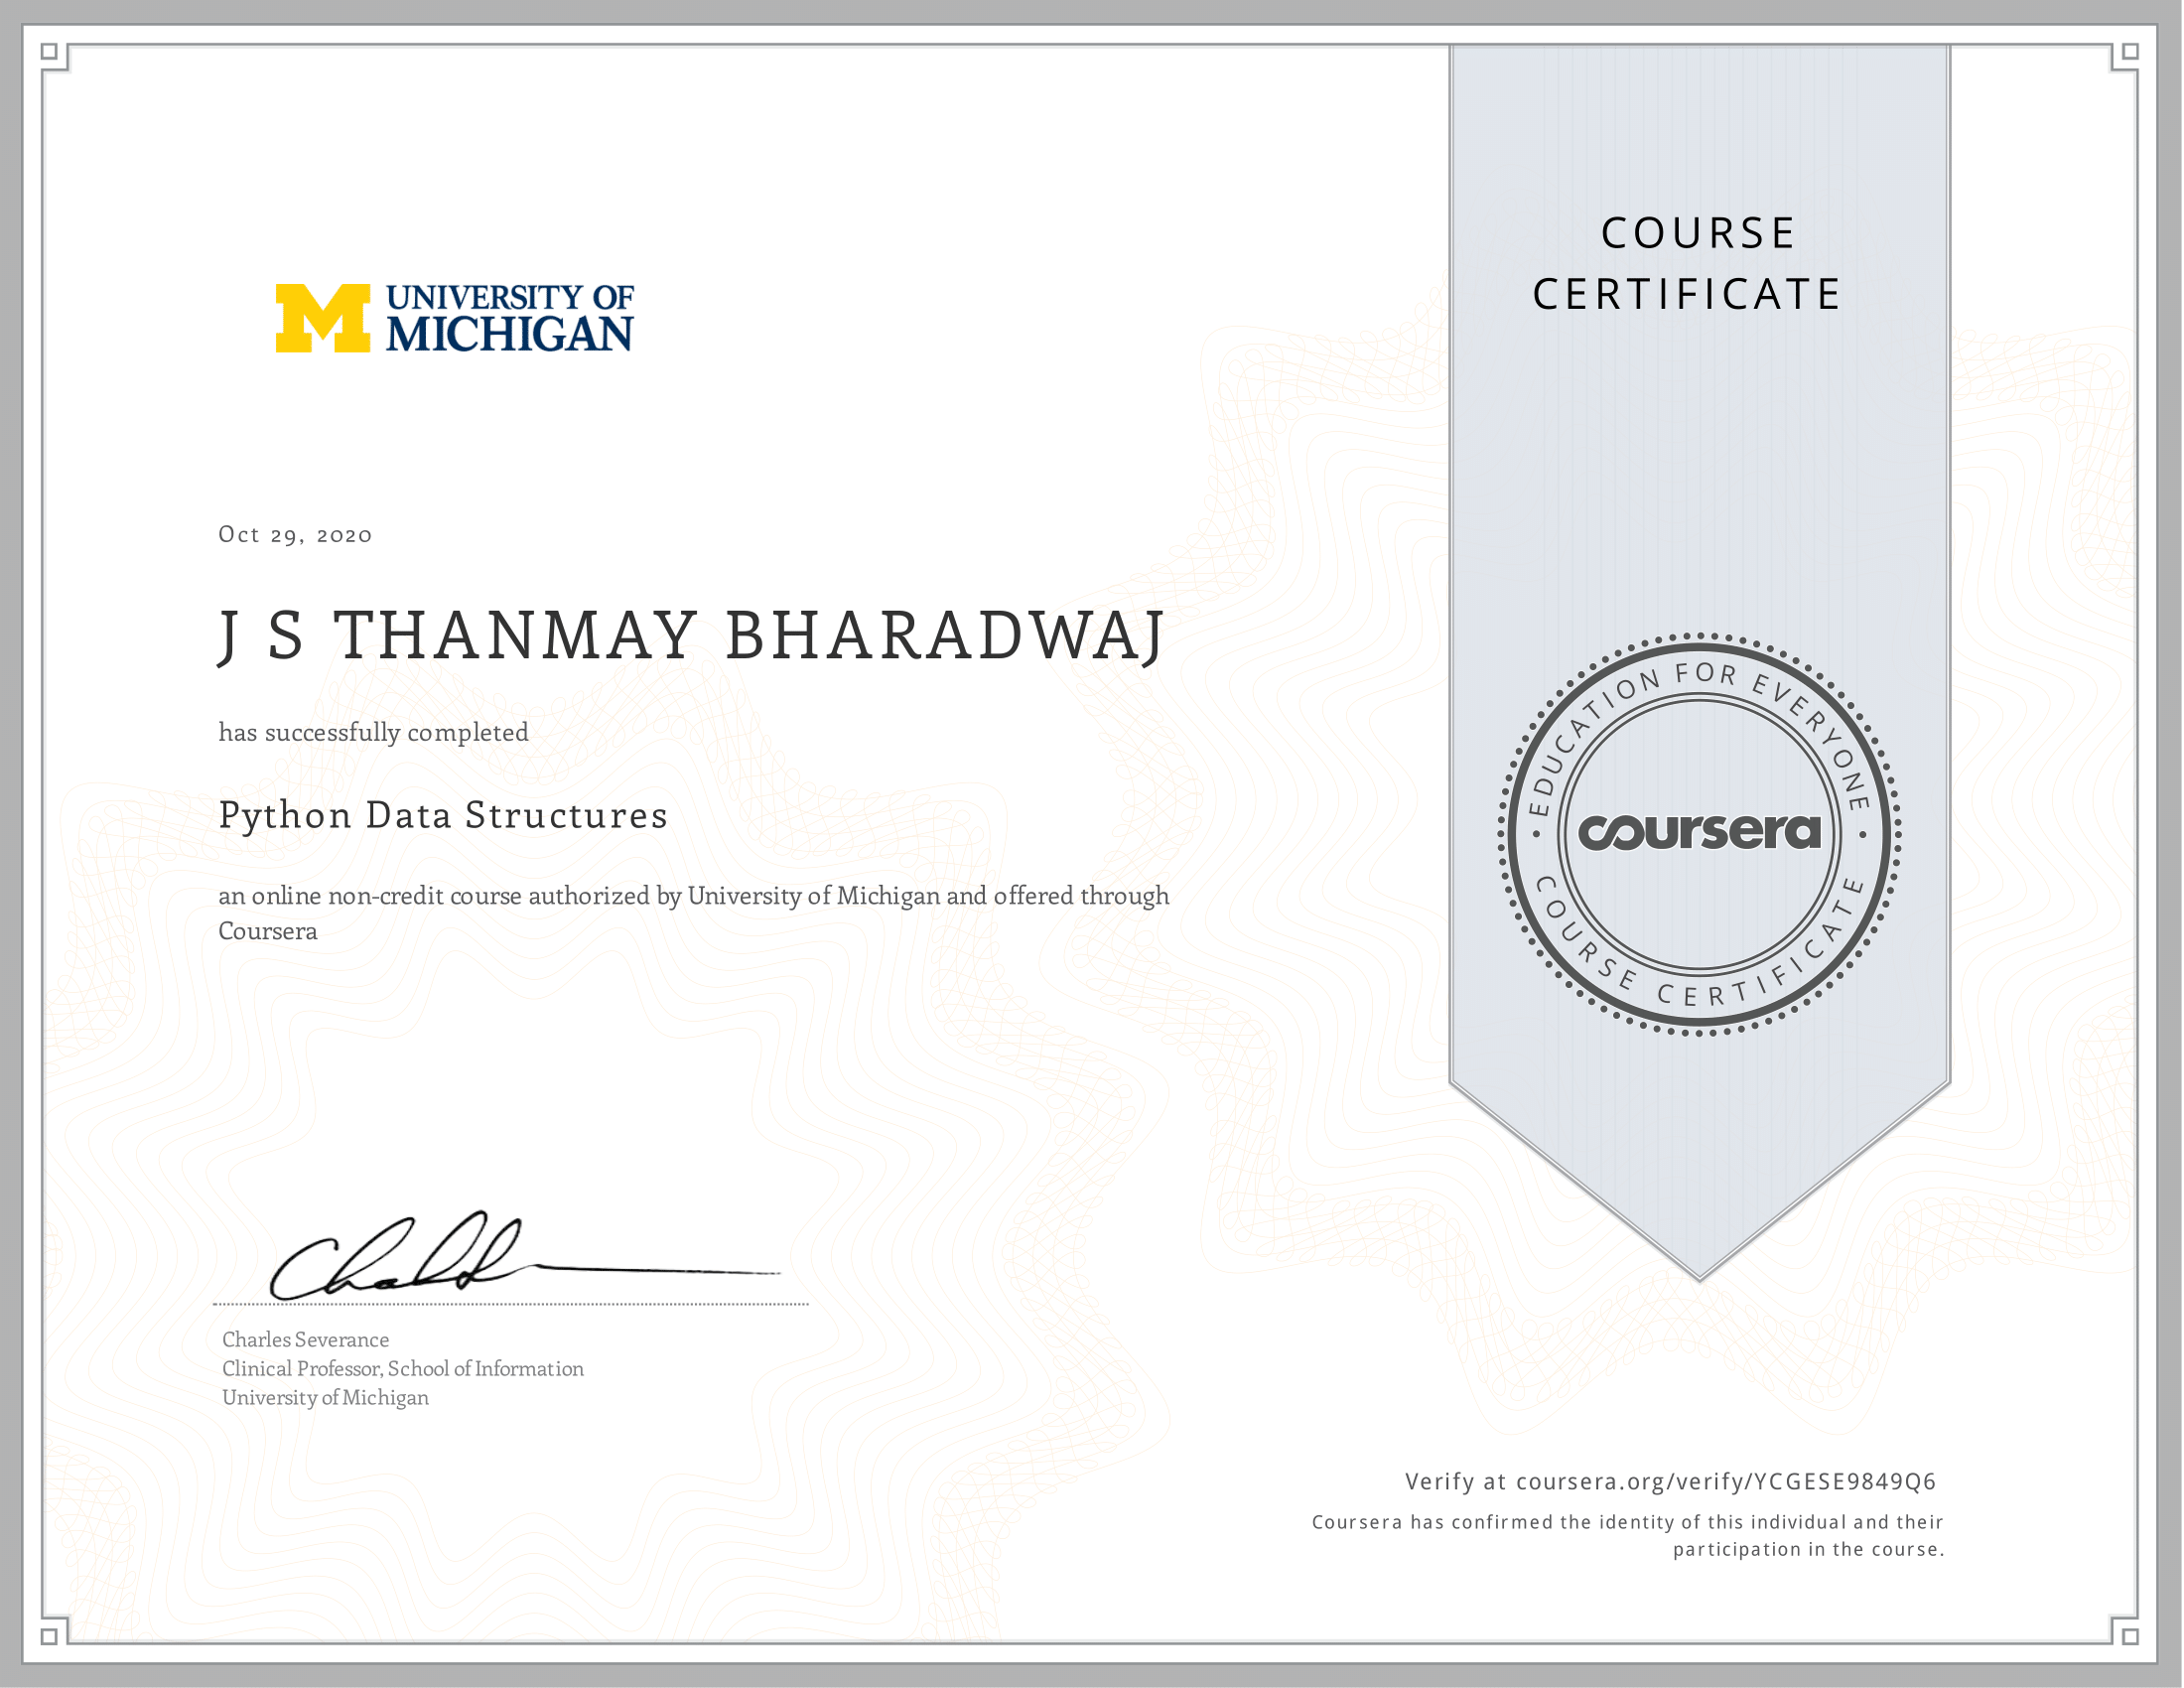 UNIVERSITY OF
MICHIGAN
COURSE
CERTIFICATE
Oct 29, 2020
J S THANMAY BHARADWAJ
has successfully completed
Python Data Structures
an online non-credit course authorized by University of Michigan and offered through
Coursera
EDUCATION FOR EVERYONE
coursera
COURSE CERTIFICATE
Charles Severance
Clinical Professor, School of Information
University of Michigan
Verify at coursera.org/verify/YCGESE9849Q6
Coursera has confirmed the identity of this individual and their
participation in the course.